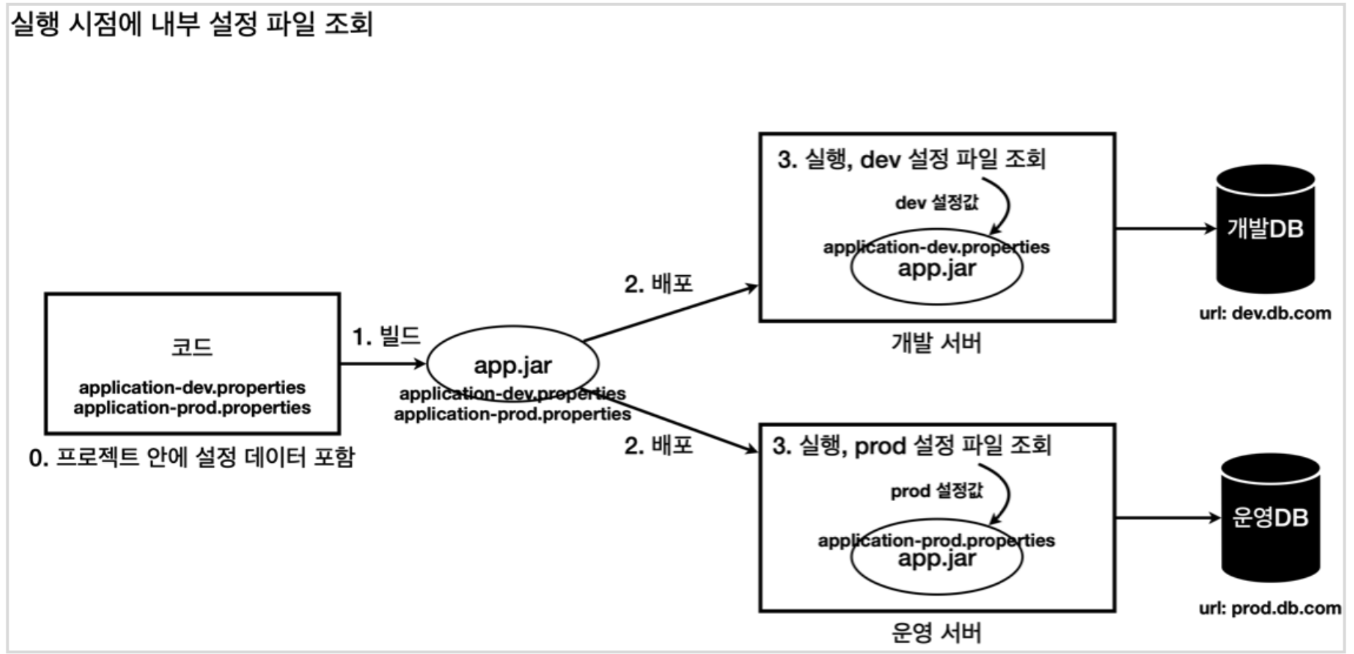 실행 시점에 내부 설정 파일 조회
코드
application-dev.properties
application-prod.properties
0. 프로젝트 안에 설정 데이터 포함
1. 빌드
app.jar
application-dev.properties
application-prod.properties
2. 배포
3. 실행, dev 설정 파일 조회
dev 설정값
application-dev.properties
app.jar
개발 서버
개발DB
url: dev.db.com
2. 배포
3. 실행, prod 설정 파일 조회
prod 설정값
application-prod.properties
app.jar
운영 서버
운영DB
url: prod.db.com